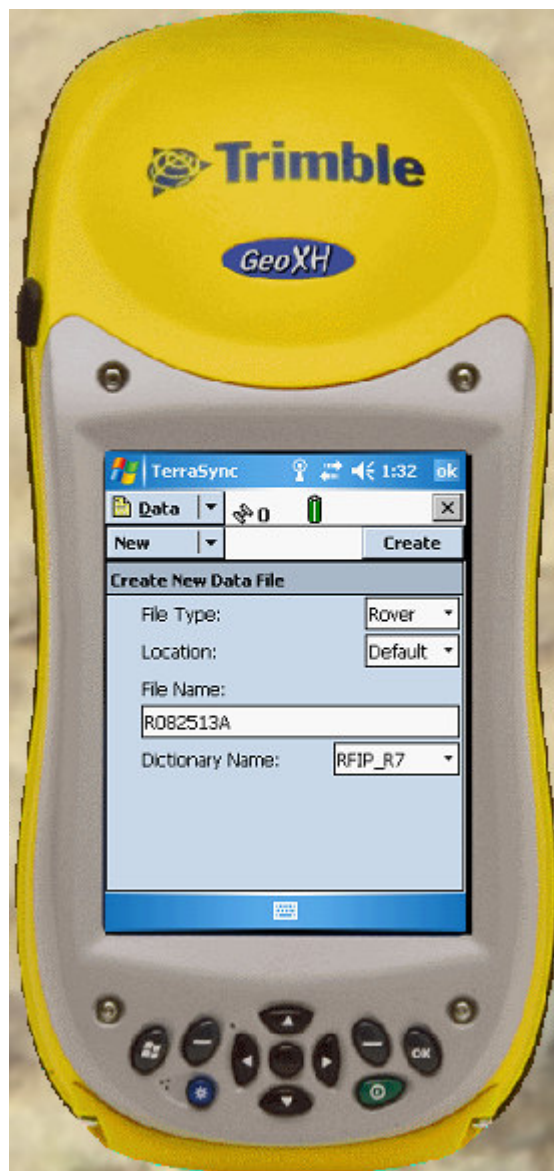 Trimble
GeoXH
TerraSync 1:32 ok
Data 0
New Create
Create New Data File
File Type: Rover
Location: Default
File Name:
R082513A
Dictionary Name: RFIP_R7
OK